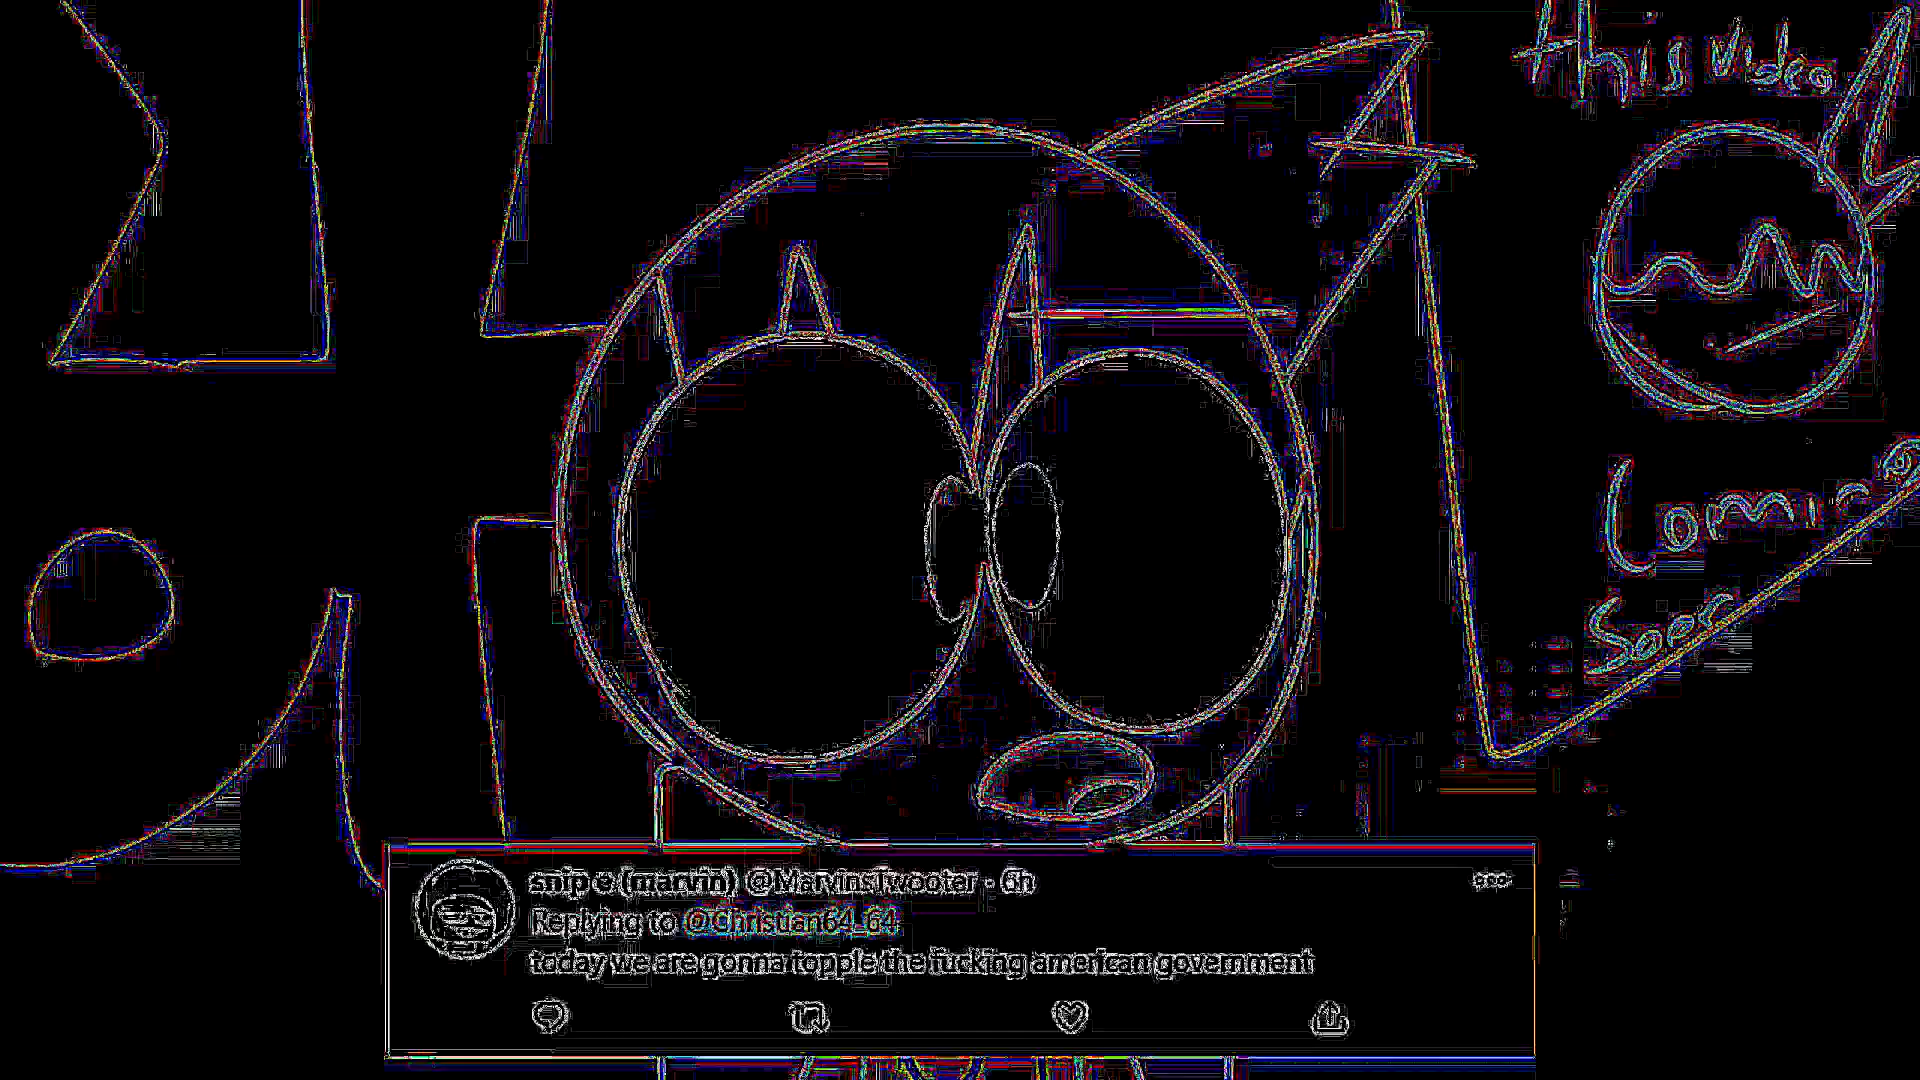 this video
Coming
Soon
snip e (marvin) @MarvinsTwooter · 6h
Replying to @Christian64_64
today we are gonna topple the fucking american government